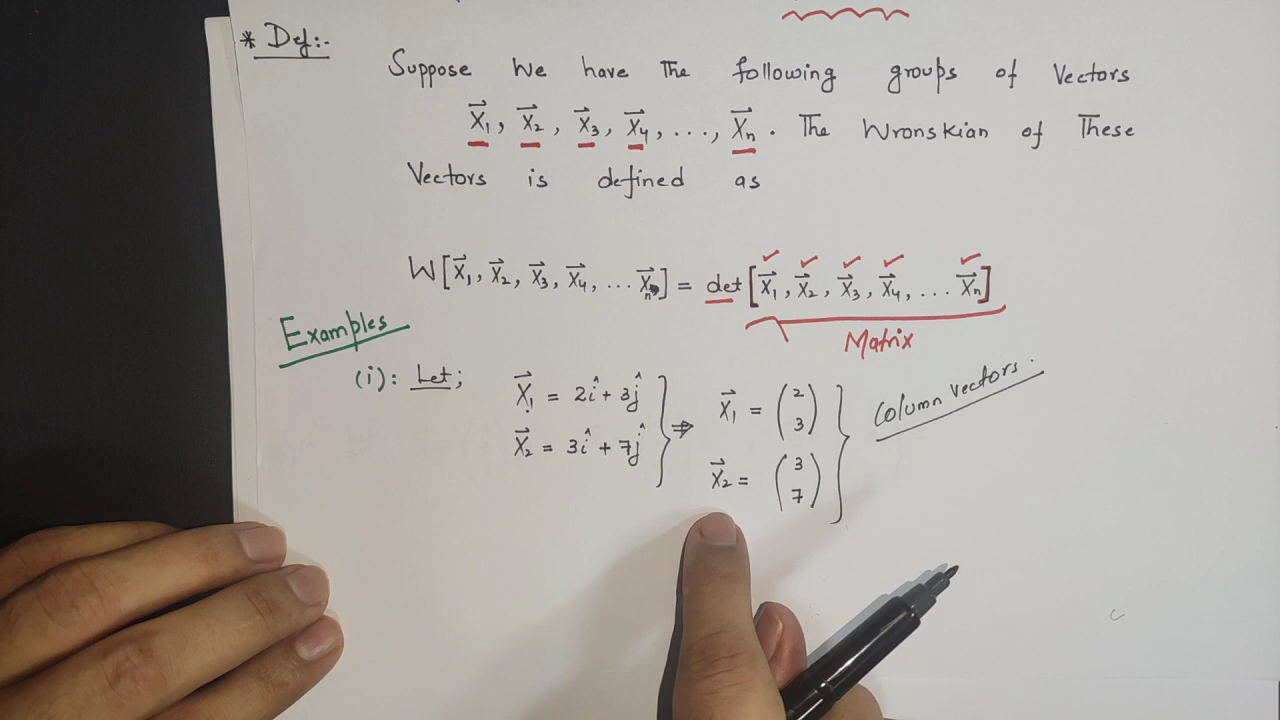 * Def:-
Suppose We have The following groups of Vectors
X⃗₁, X⃗₂, X⃗₃, X⃗₄, ..., X⃗ₙ. The Wronskian of These
Vectors is defined as
W[X⃗₁, X⃗₂, X⃗₃, X⃗₄, ... X⃗ₙ] = det[X⃗₁, X⃗₂, X⃗₃, X⃗₄, ... X⃗ₙ]
Matrix
Examples
(i): Let; X⃗₁ = 2î + 3ĵ
X⃗₂ = 3î + 7ĵ
⇒ X⃗₁ = (2 3)
X⃗₂ = (3 7)
Column vectors.